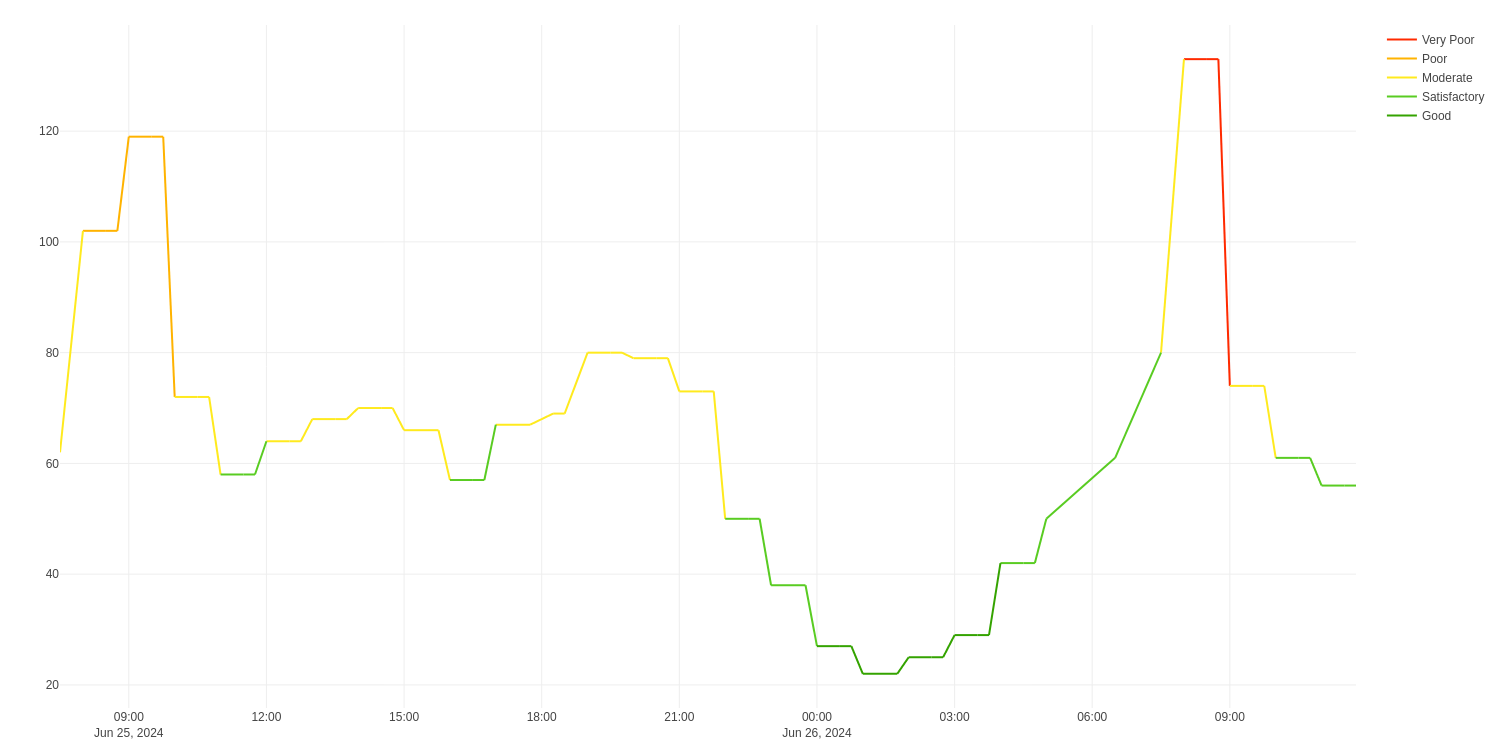 Very Poor
Poor
Moderate
Satisfactory
Good
120
100
80
60
40
20
09:00
12:00
15:00
18:00
21:00
00:00
03:00
06:00
09:00
Jun 25, 2024
Jun 26, 2024